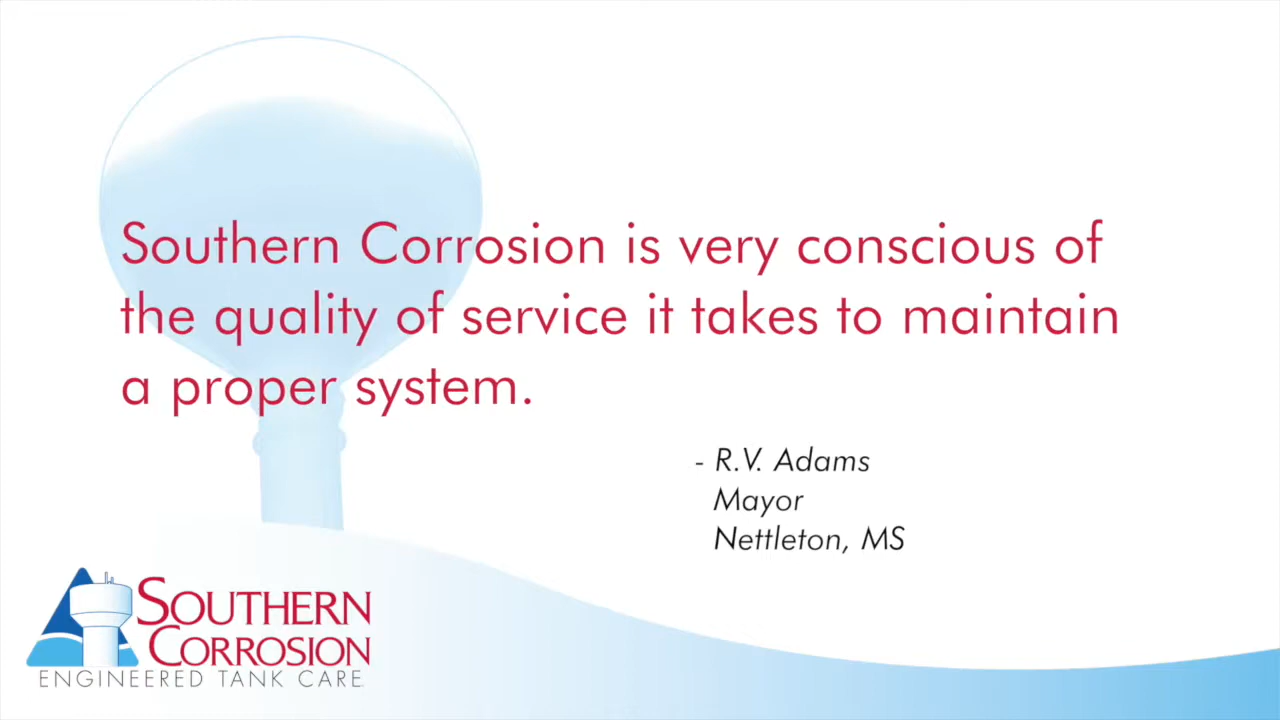 Southern Corrosion is very conscious of
the quality of service it takes to maintain
a proper system.
- R.V. Adams
Mayor
Nettleton, MS
SOUTHERN
CORROSION
ENGINEERED TANK CARE